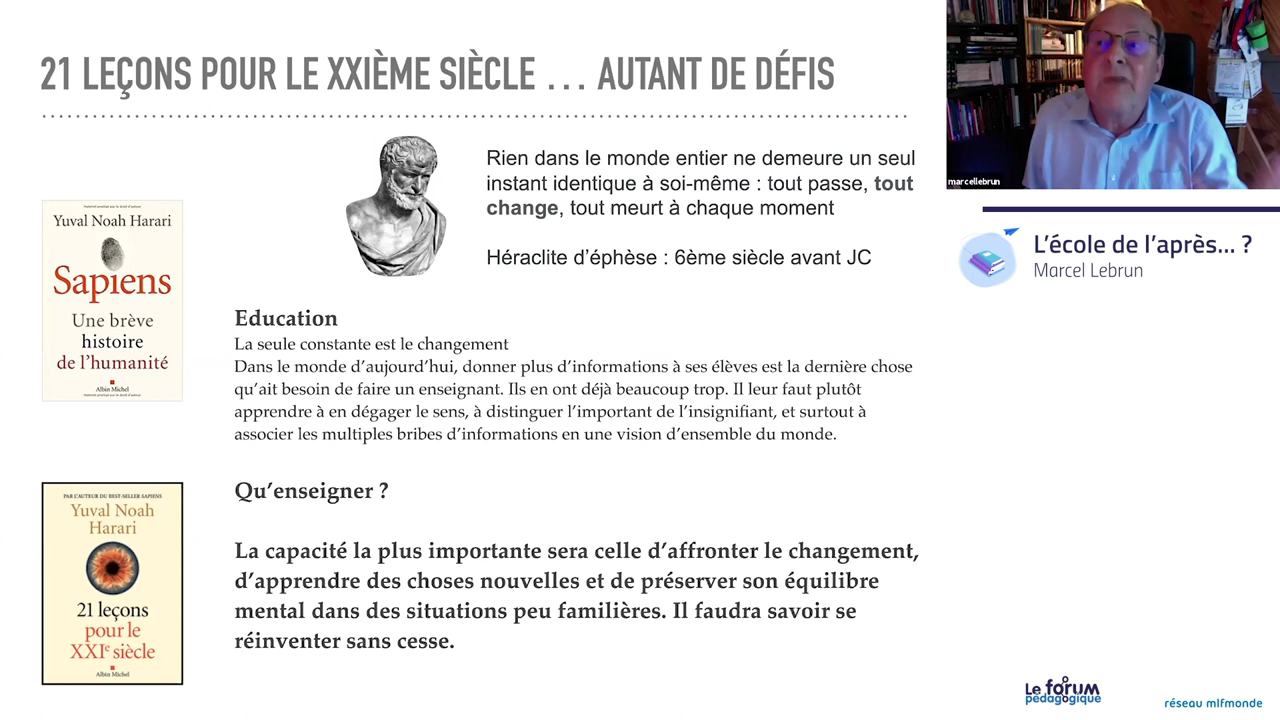 21 LEÇONS POUR LE XXIÈME SIÈCLE ... AUTANT DE DÉFIS
Rien dans le monde entier ne demeure un seul
instant identique à soi-même : tout passe, tout
change, tout meurt à chaque moment
Héraclite d'éphèse : 6ème siècle avant JC
Yuval Noah Harari
Sapiens
Une brève
histoire
de l'humanité
Albin Michel
Education
La seule constante est le changement
Dans le monde d'aujourd'hui, donner plus d'informations à ses élèves est la dernière chose
qu'ait besoin de faire un enseignant. Ils en ont déjà beaucoup trop. Il leur faut plutôt
apprendre à en dégager le sens, à distinguer l'important de l'insignifiant, et surtout à
associer les multiples bribes d'informations en une vision d'ensemble du monde.
PAR L'AUTEUR DU BEST-SELLER SAPIENS
Yuval Noah
Harari
21 leçons
pour le
XXIe siècle
Albin Michel
Qu'enseigner ?
La capacité la plus importante sera celle d'affronter le changement,
d'apprendre des choses nouvelles et de préserver son équilibre
mental dans des situations peu familières. Il faudra savoir se
réinventer sans cesse.
marcellebrun
L'école de l'après... ?
Marcel Lebrun
Le forum
pédagogique
réseau mlfmonde